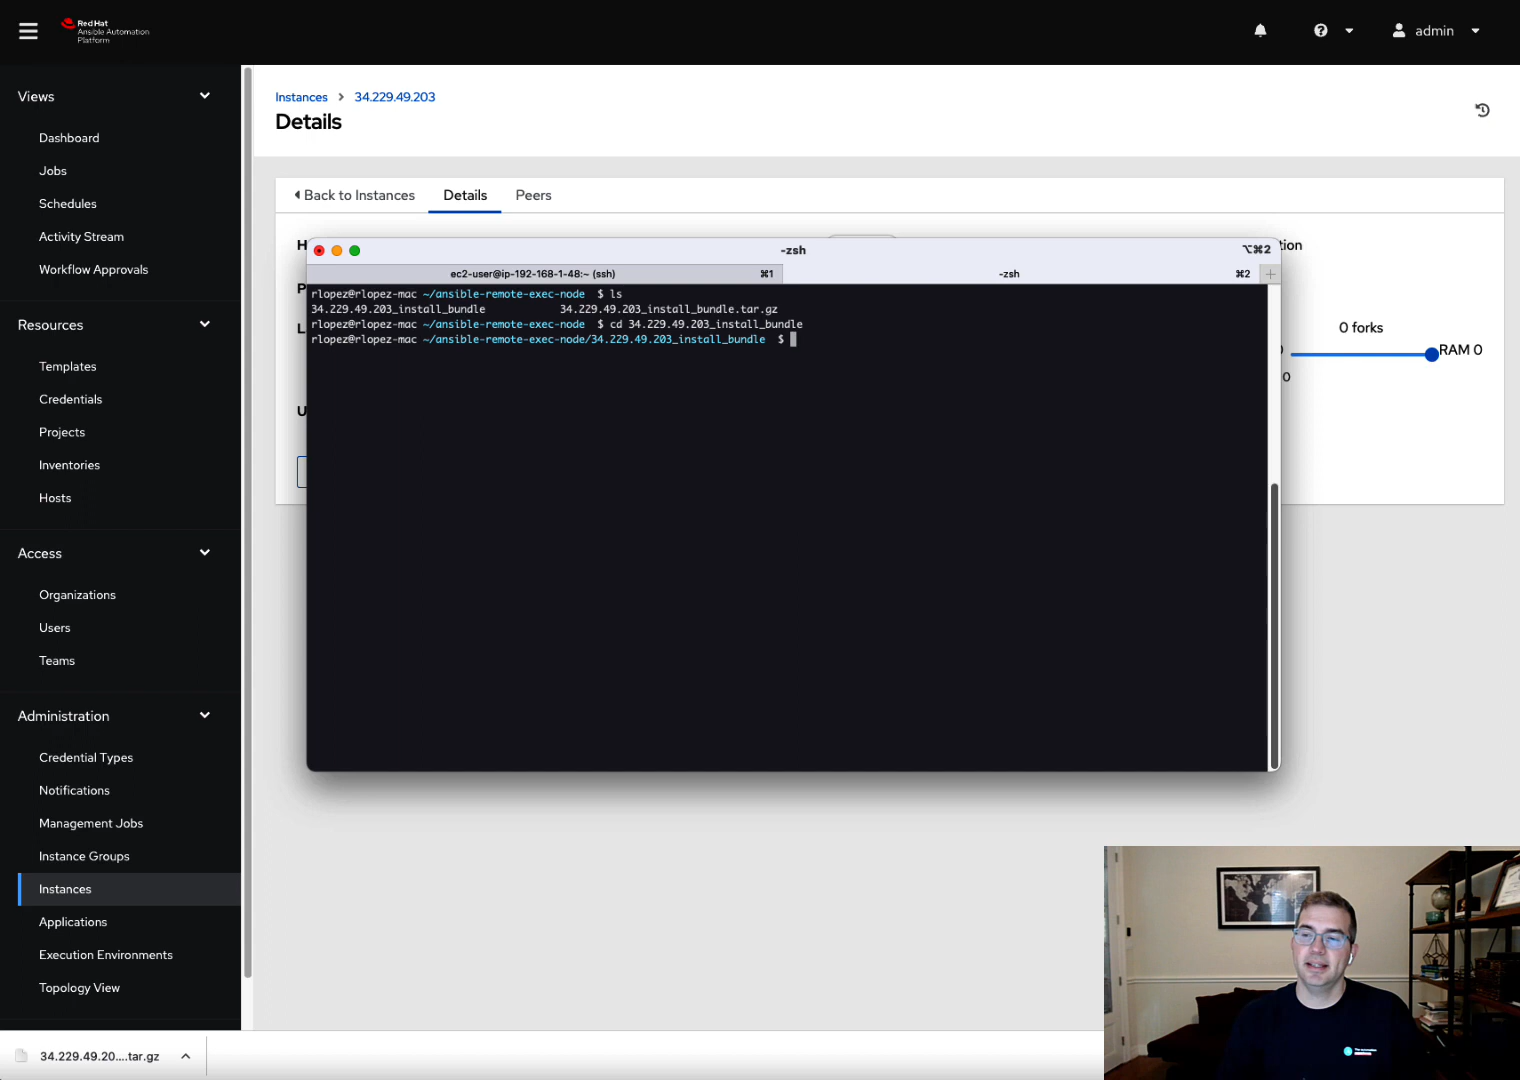 Red Hat
Ansible Automation
Platform
admin
Views
Dashboard
Jobs
Schedules
Activity Stream
Workflow Approvals
Resources
Templates
Credentials
Projects
Inventories
Hosts
Access
Organizations
Users
Teams
Administration
Credential Types
Notifications
Management Jobs
Instance Groups
Instances
Applications
Execution Environments
Topology View
Instances > 34.229.49.203
Details
Back to Instances
Details
Peers
H
P
L
U
tion
0 forks
RAM 0
0
-zsh
⌥⌘2
ec2-user@ip-192-168-1-48:~ (ssh) ⌘1
-zsh ⌘2
rlopez@rlopez-mac ~/ansible-remote-exec-node $ ls
34.229.49.203_install_bundle 34.229.49.203_install_bundle.tar.gz
rlopez@rlopez-mac ~/ansible-remote-exec-node $ cd 34.229.49.203_install_bundle
rlopez@rlopez-mac ~/ansible-remote-exec-node/34.229.49.203_install_bundle $
34.229.49.20....tar.gz